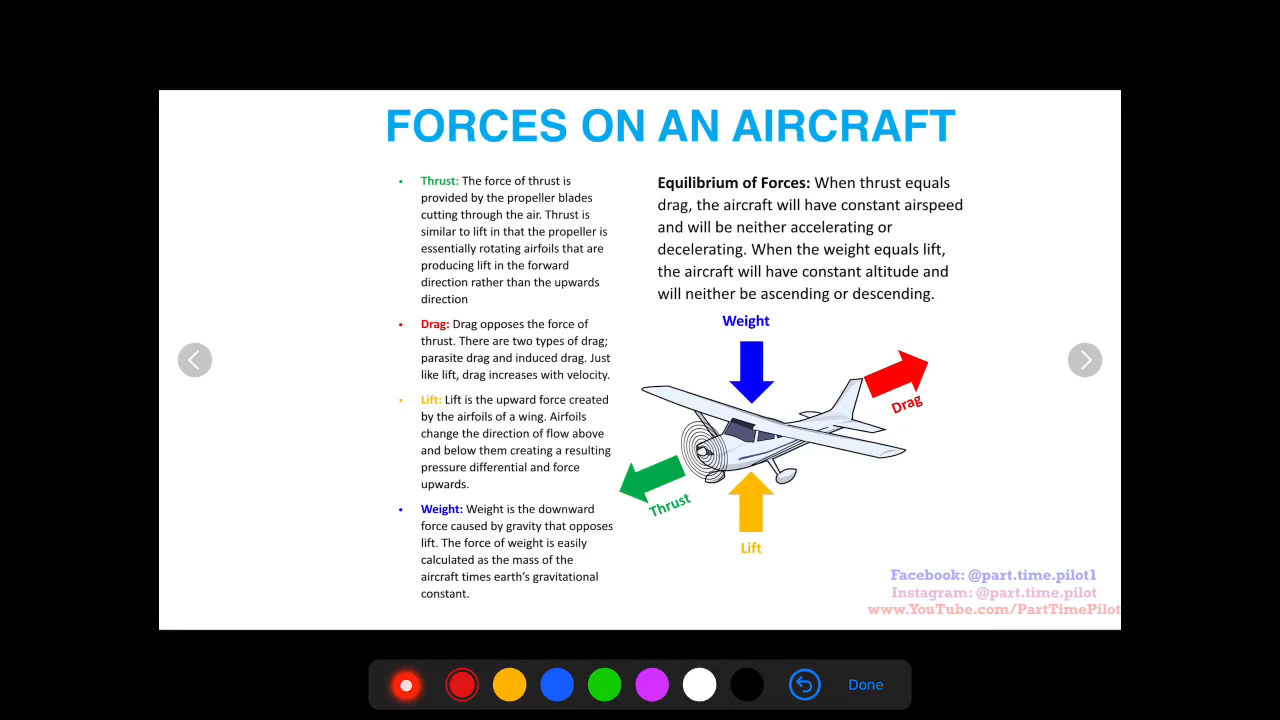 FORCES ON AN AIRCRAFT
• Thrust: The force of thrust is
provided by the propeller blades
cutting through the air. Thrust is
similar to lift in that the propeller is
essentially rotating airfoils that are
producing lift in the forward
direction rather than the upwards
direction
• Drag: Drag opposes the force of
thrust. There are two types of drag;
parasite drag and induced drag. Just
like lift, drag increases with velocity.
• Lift: Lift is the upward force created
by the airfoils of a wing. Airfoils
change the direction of flow above
and below them creating a resulting
pressure differential and force
upwards.
• Weight: Weight is the downward
force caused by gravity that opposes
lift. The force of weight is easily
calculated as the mass of the
aircraft times earth's gravitational
constant.
Equilibrium of Forces: When thrust equals
drag, the aircraft will have constant airspeed
and will be neither accelerating or
decelerating. When the weight equals lift,
the aircraft will have constant altitude and
will neither be ascending or descending.
Weight
Drag
Thrust
Lift
Facebook: @part.time.pilot1
Instagram: @part.time.pilot
www.YouTube.com/PartTimePilot
Done